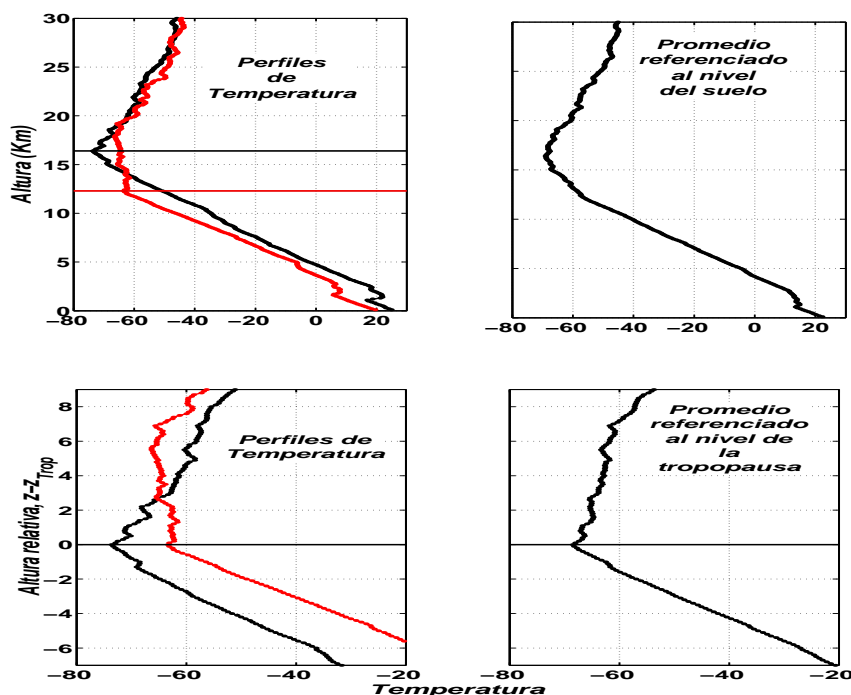 30
25
20
15
10
5
0
Altura (Km)
Perfiles
de
Temperatura
−80
−60
−40
−20
0
20
Promedio
referenciado
al nivel
del suelo
−80
−60
−40
−20
0
20
8
6
4
2
0
−2
−4
−6
Altura relativa, z−zTrop
Perfiles de
Temperatura
−80
−60
−40
−20
Promedio
referenciado
al nivel de
la
tropopausa
−80
−60
−40
−20
Temperatura